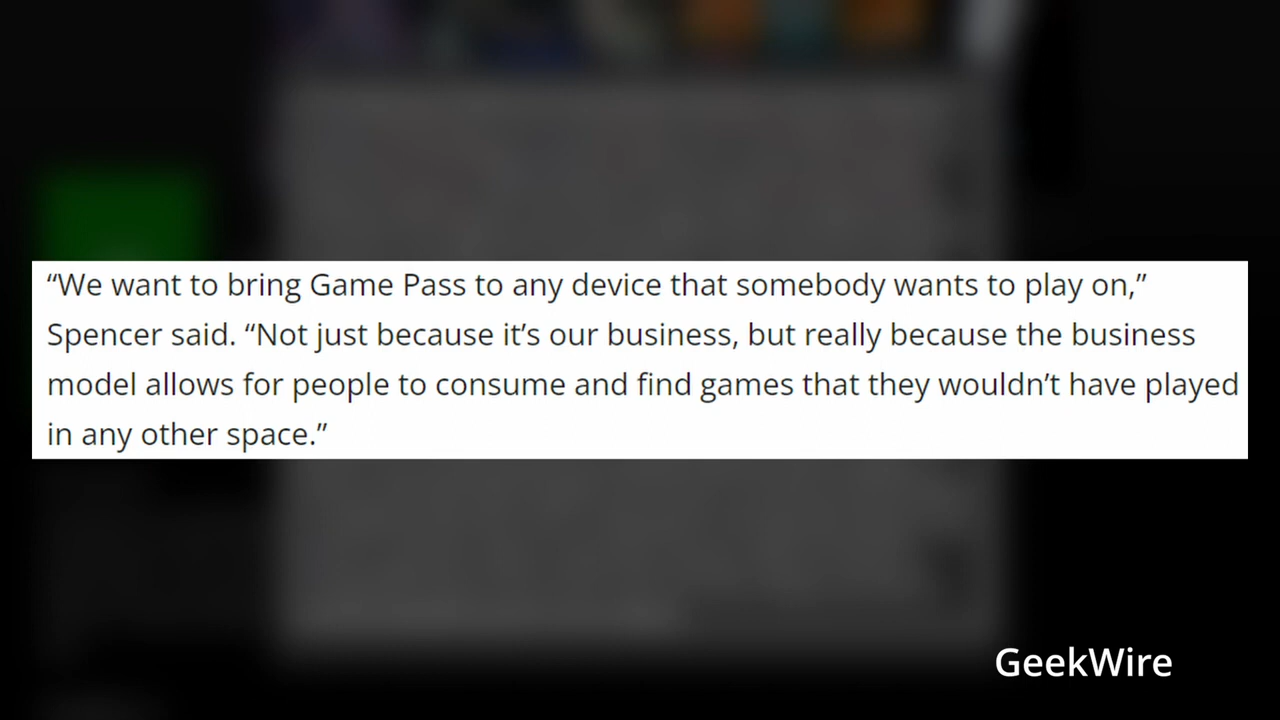 “We want to bring Game Pass to any device that somebody wants to play on,”
Spencer said. “Not just because it’s our business, but really because the business
model allows for people to consume and find games that they wouldn’t have played
in any other space.”
GeekWire